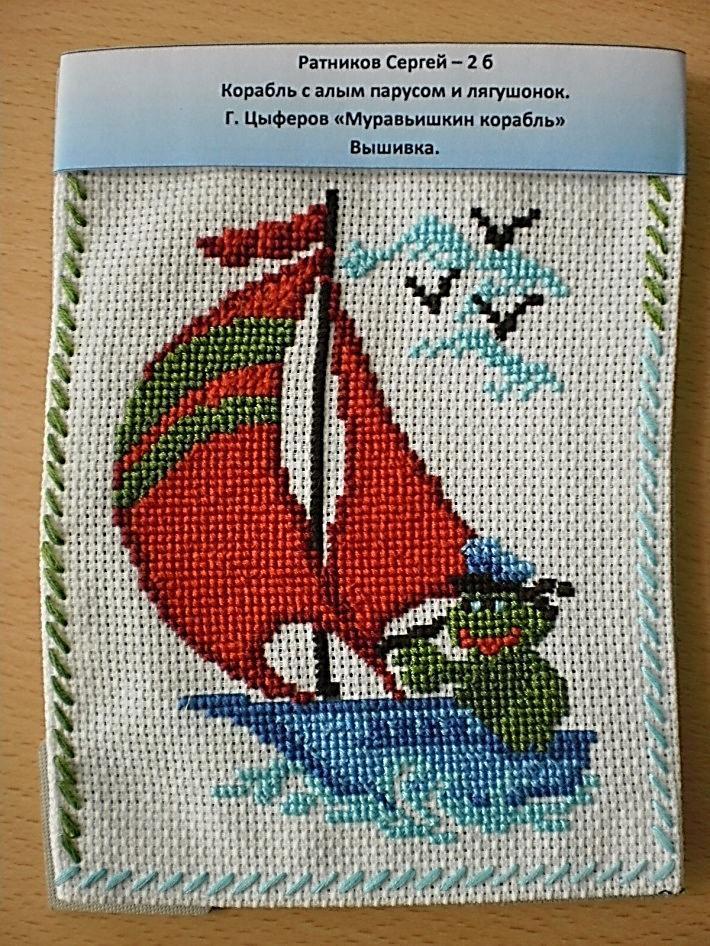 Ратников Сергей – 2 б
Корабль с алым парусом и лягушонок.
Г. Цыферов «Муравьишкин корабль»
Вышивка.